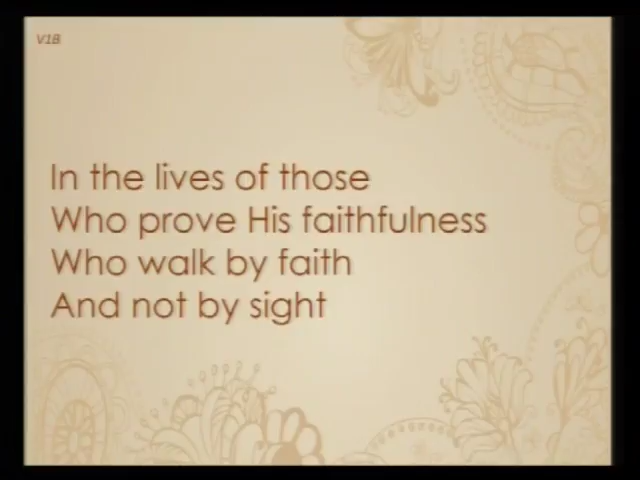 V1B
In the lives of those
Who prove His faithfulness
Who walk by faith
And not by sight